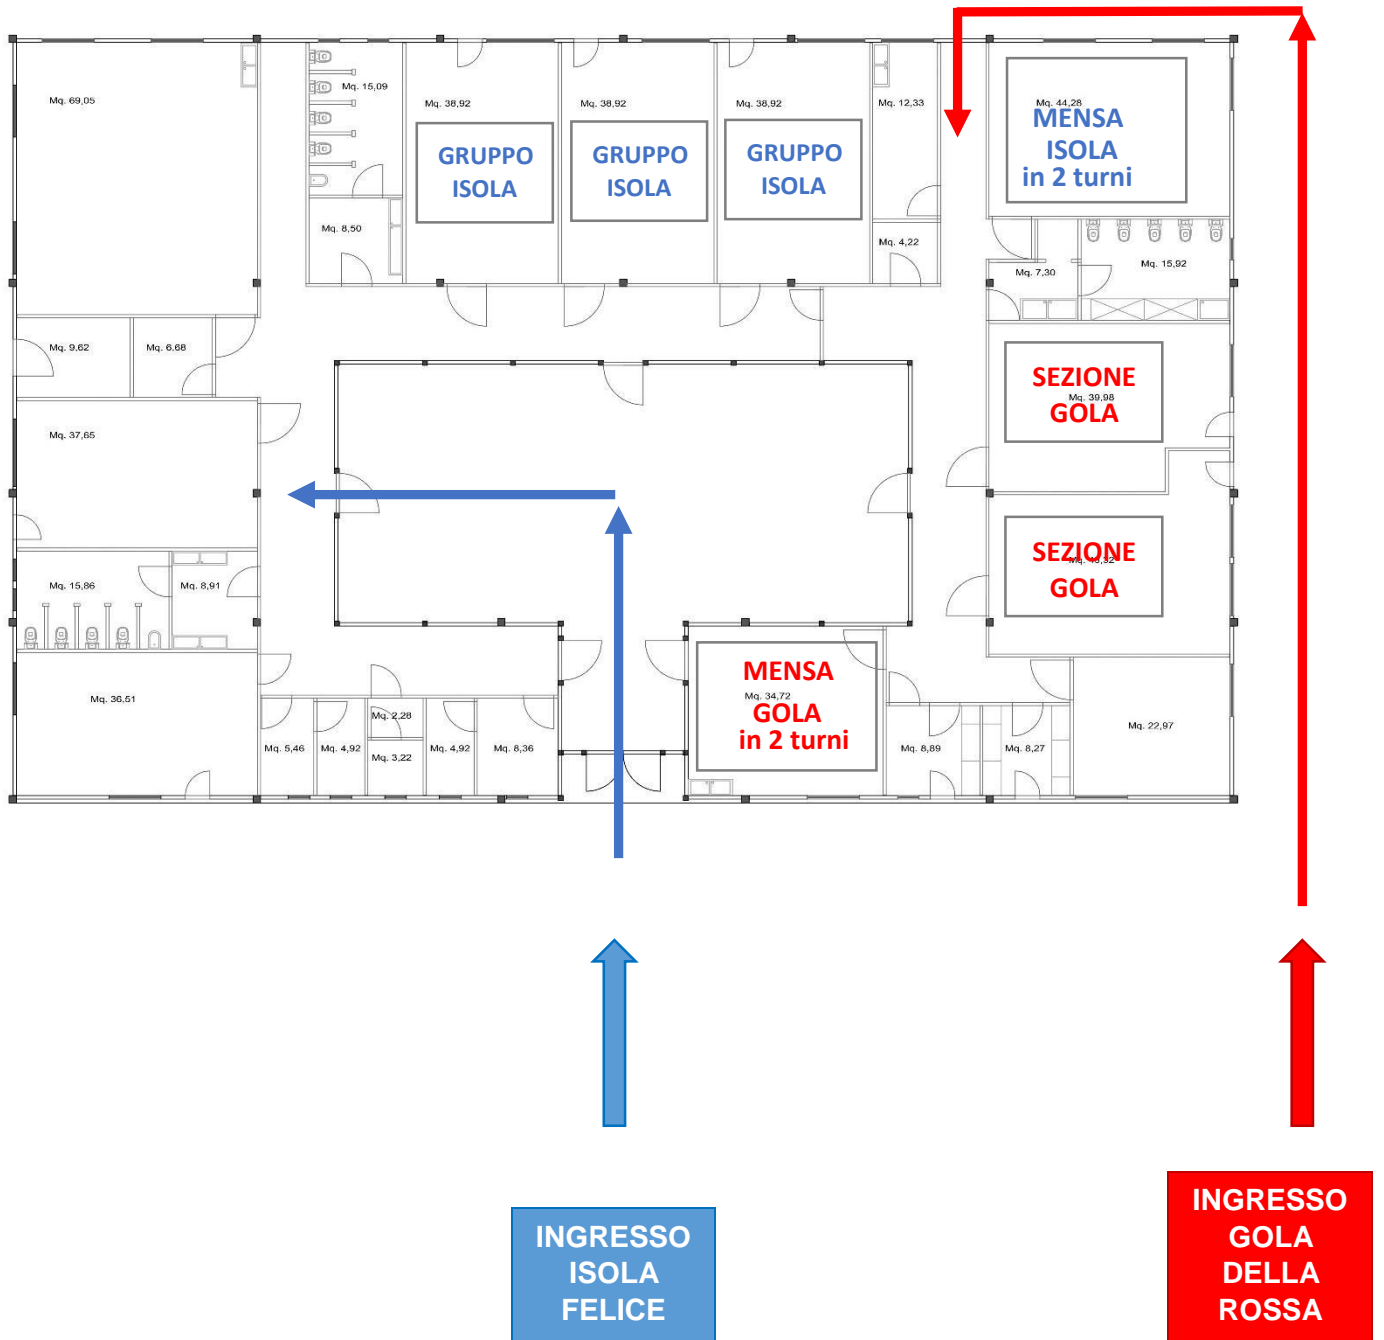 Mq. 69,05
Mq. 15,09
Mq. 38,92
Mq. 38,92
Mq. 38,92
Mq. 12,33
Mq. 44,28
GRUPPO
ISOLA
GRUPPO
ISOLA
GRUPPO
ISOLA
MENSA
ISOLA
in 2 turni
Mq. 8,50
Mq. 4,22
Mq. 7,30
Mq. 15,92
Mq. 9,62
Mq. 6,68
SEZIONE
Mq. 39,98
GOLA
Mq. 37,65
SEZIONE
GOLA
Mq. 15,86
Mq. 8,91
MENSA
Mq. 34,72
GOLA
in 2 turni
Mq. 36,51
Mq. 5,46
Mq. 4,92
Mq. 2,28
Mq. 3,22
Mq. 4,92
Mq. 8,36
Mq. 8,89
Mq. 8,27
Mq. 22,97
INGRESSO
ISOLA
FELICE
INGRESSO
GOLA
DELLA
ROSSA